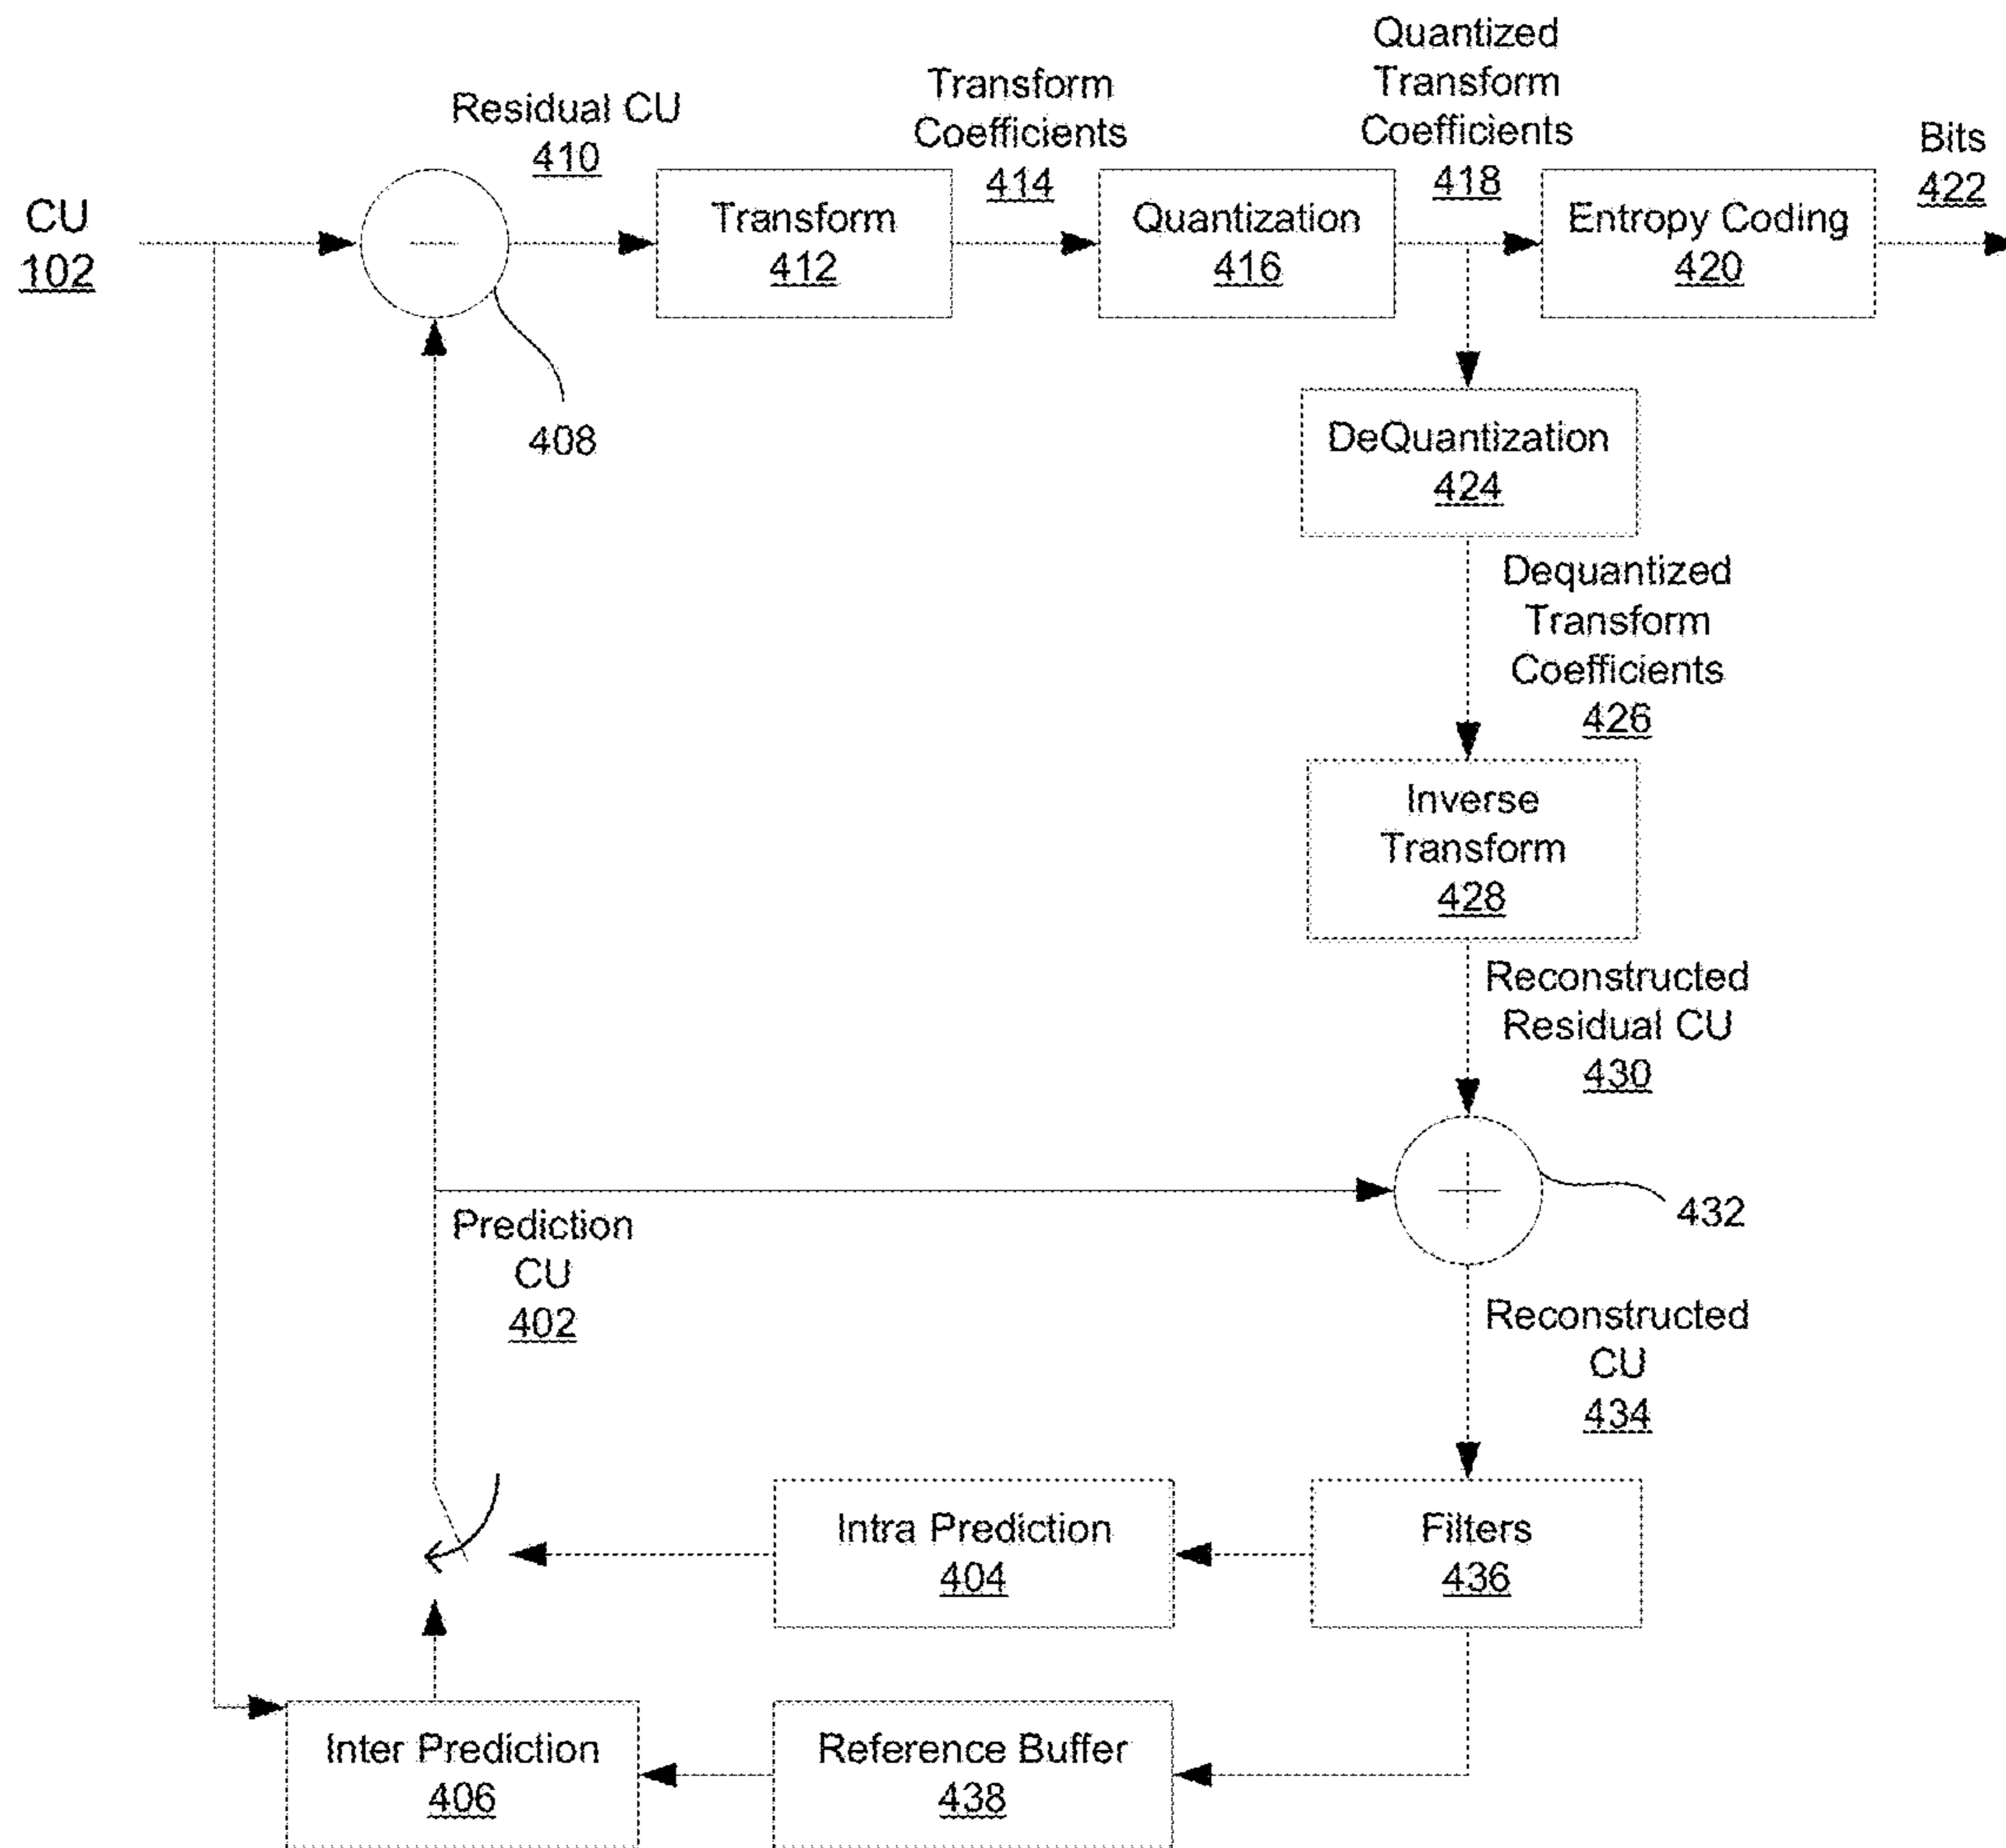 CU
102
Residual CU
410
408
Transform
412
Transform
Coefficients
414
Quantization
416
Quantized
Transform
Coefficients
418
Entropy Coding
420
Bits
422
DeQuantization
424
Dequantized
Transform
Coefficients
426
Inverse
Transform
428
Reconstructed
Residual CU
430
432
Prediction
CU
402
Reconstructed
CU
434
Intra Prediction
404
Filters
436
Inter Prediction
406
Reference Buffer
438